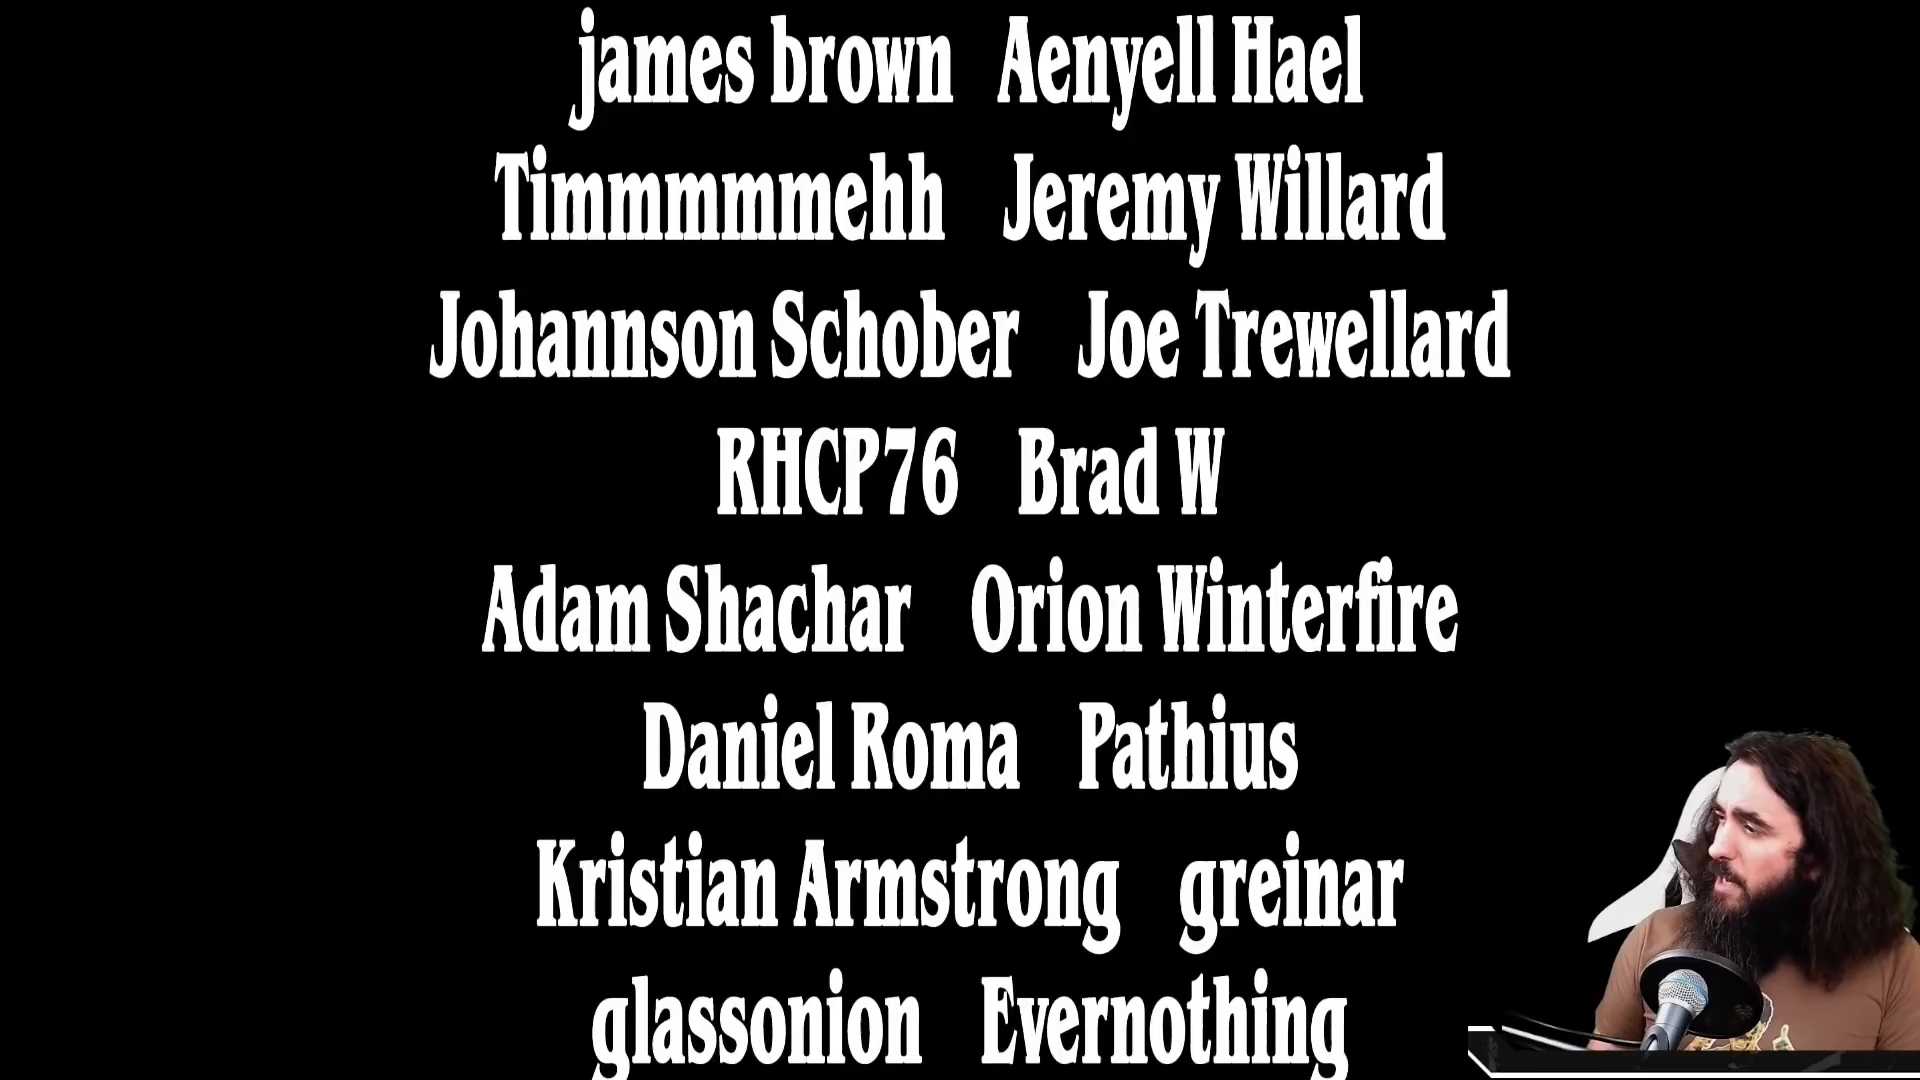 james brown Aenyell Hael
Timmmmmehh Jeremy Willard
Johannson Schober Joe Trewellard
RHCP76 Brad W
Adam Shachar Orion Winterfire
Daniel Roma Pathius
Kristian Armstrong greinar
glassonion Evernothing